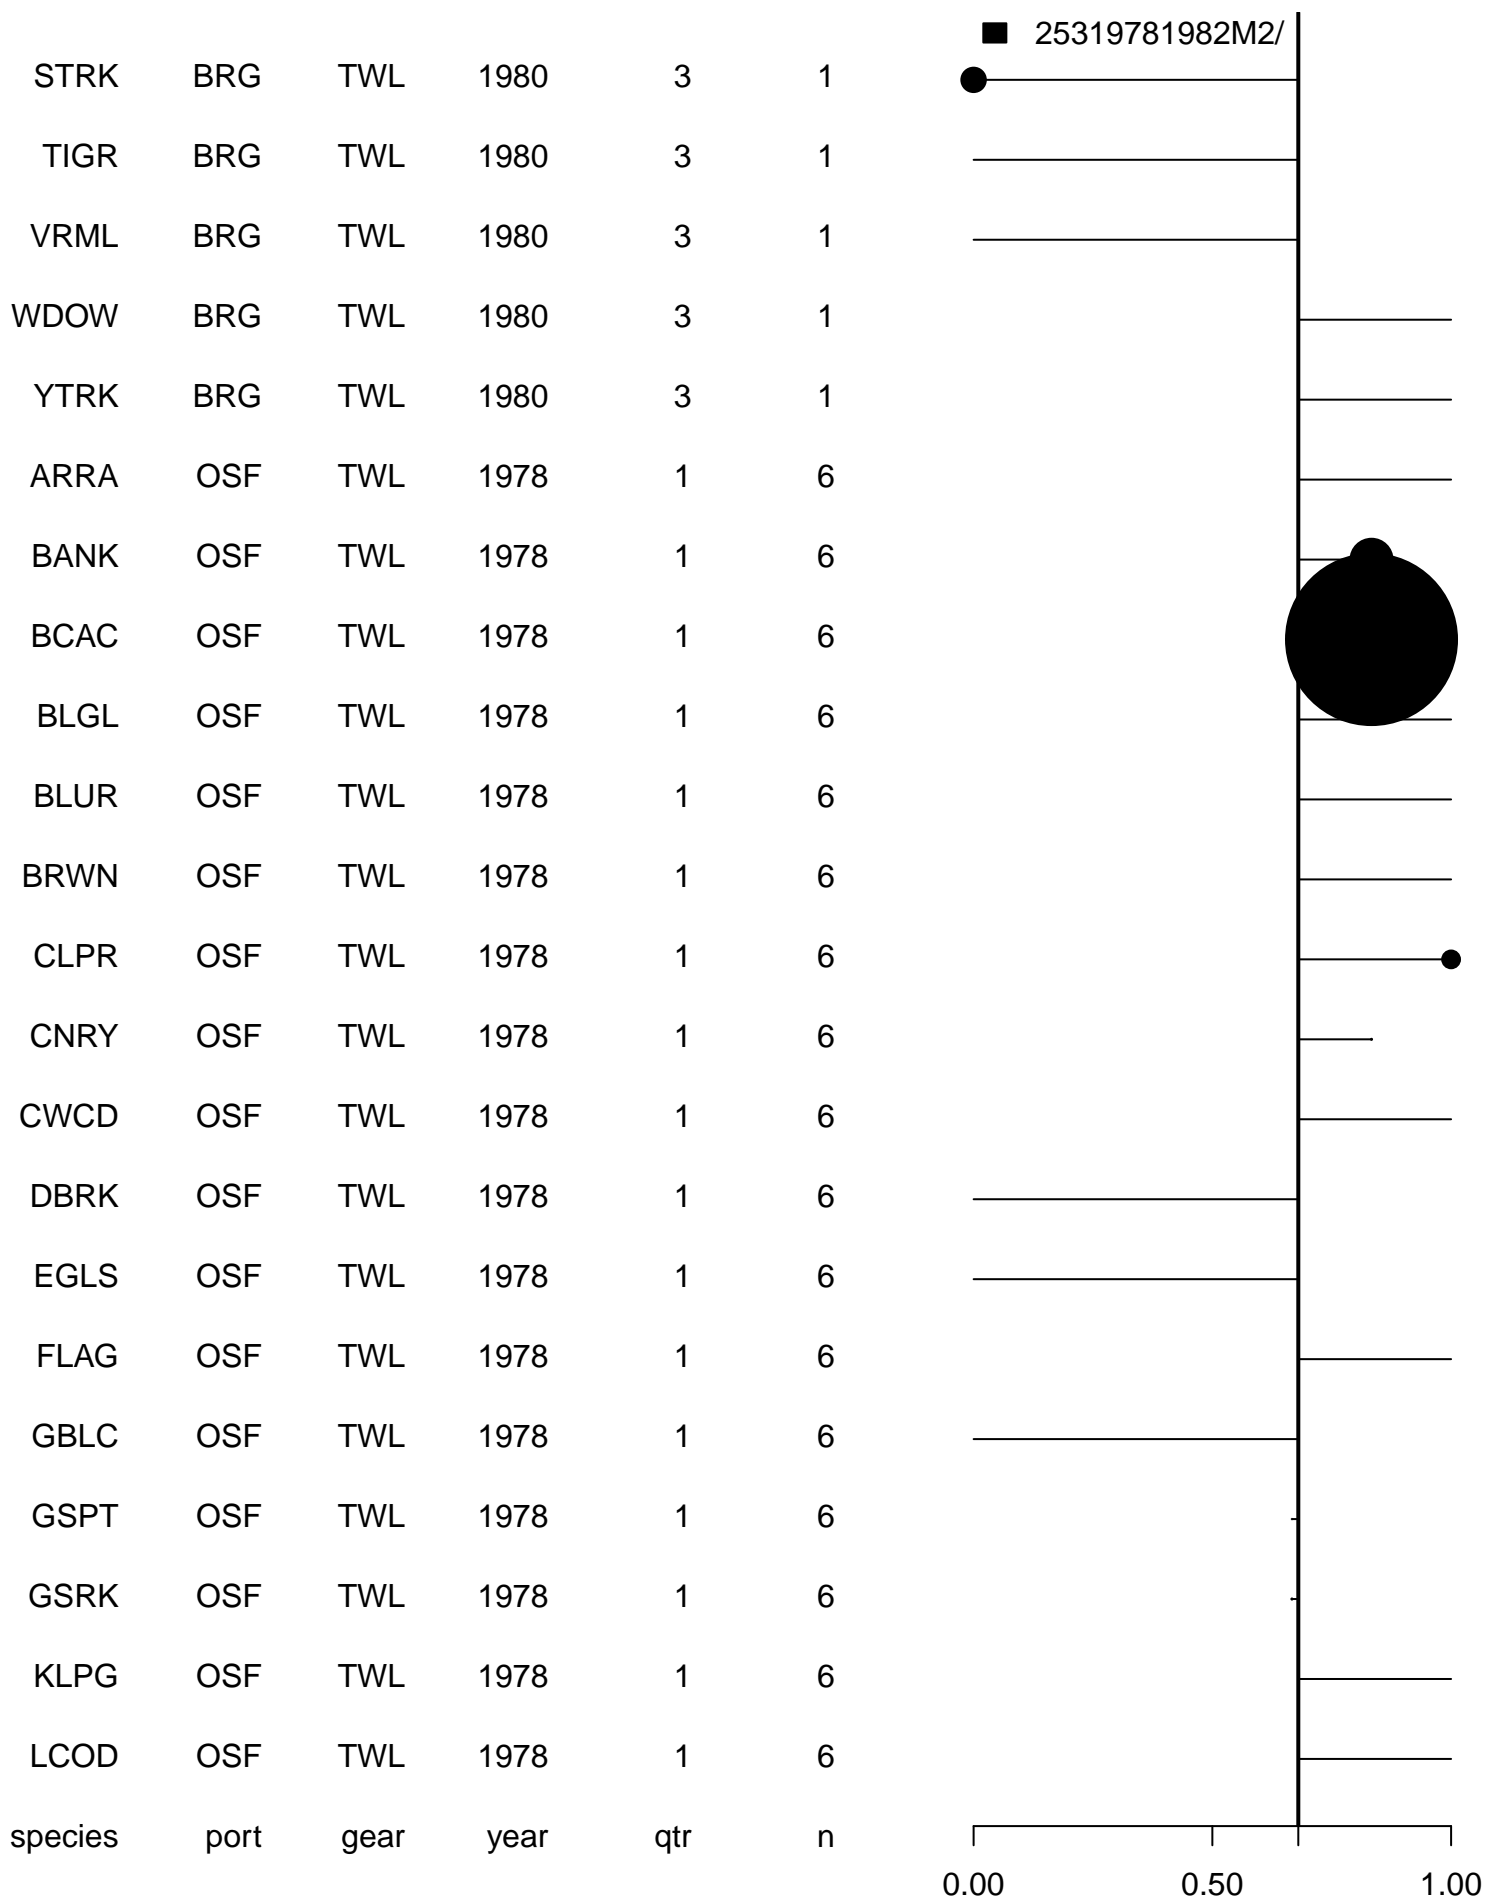 25319781982M2/
STRK BRG TWL 1980 3 1
TIGR BRG TWL 1980 3 1
VRML BRG TWL 1980 3 1
WDOW BRG TWL 1980 3 1
YTRK BRG TWL 1980 3 1
ARRA OSF TWL 1978 1 6
BANK OSF TWL 1978 1 6
BCAC OSF TWL 1978 1 6
BLGL OSF TWL 1978 1 6
BLUR OSF TWL 1978 1 6
BRWN OSF TWL 1978 1 6
CLPR OSF TWL 1978 1 6
CNRY OSF TWL 1978 1 6
CWCD OSF TWL 1978 1 6
DBRK OSF TWL 1978 1 6
EGLS OSF TWL 1978 1 6
FLAG OSF TWL 1978 1 6
GBLC OSF TWL 1978 1 6
GSPT OSF TWL 1978 1 6
GSRK OSF TWL 1978 1 6
KLPG OSF TWL 1978 1 6
LCOD OSF TWL 1978 1 6
species port gear year qtr n
0.00 0.50 1.00